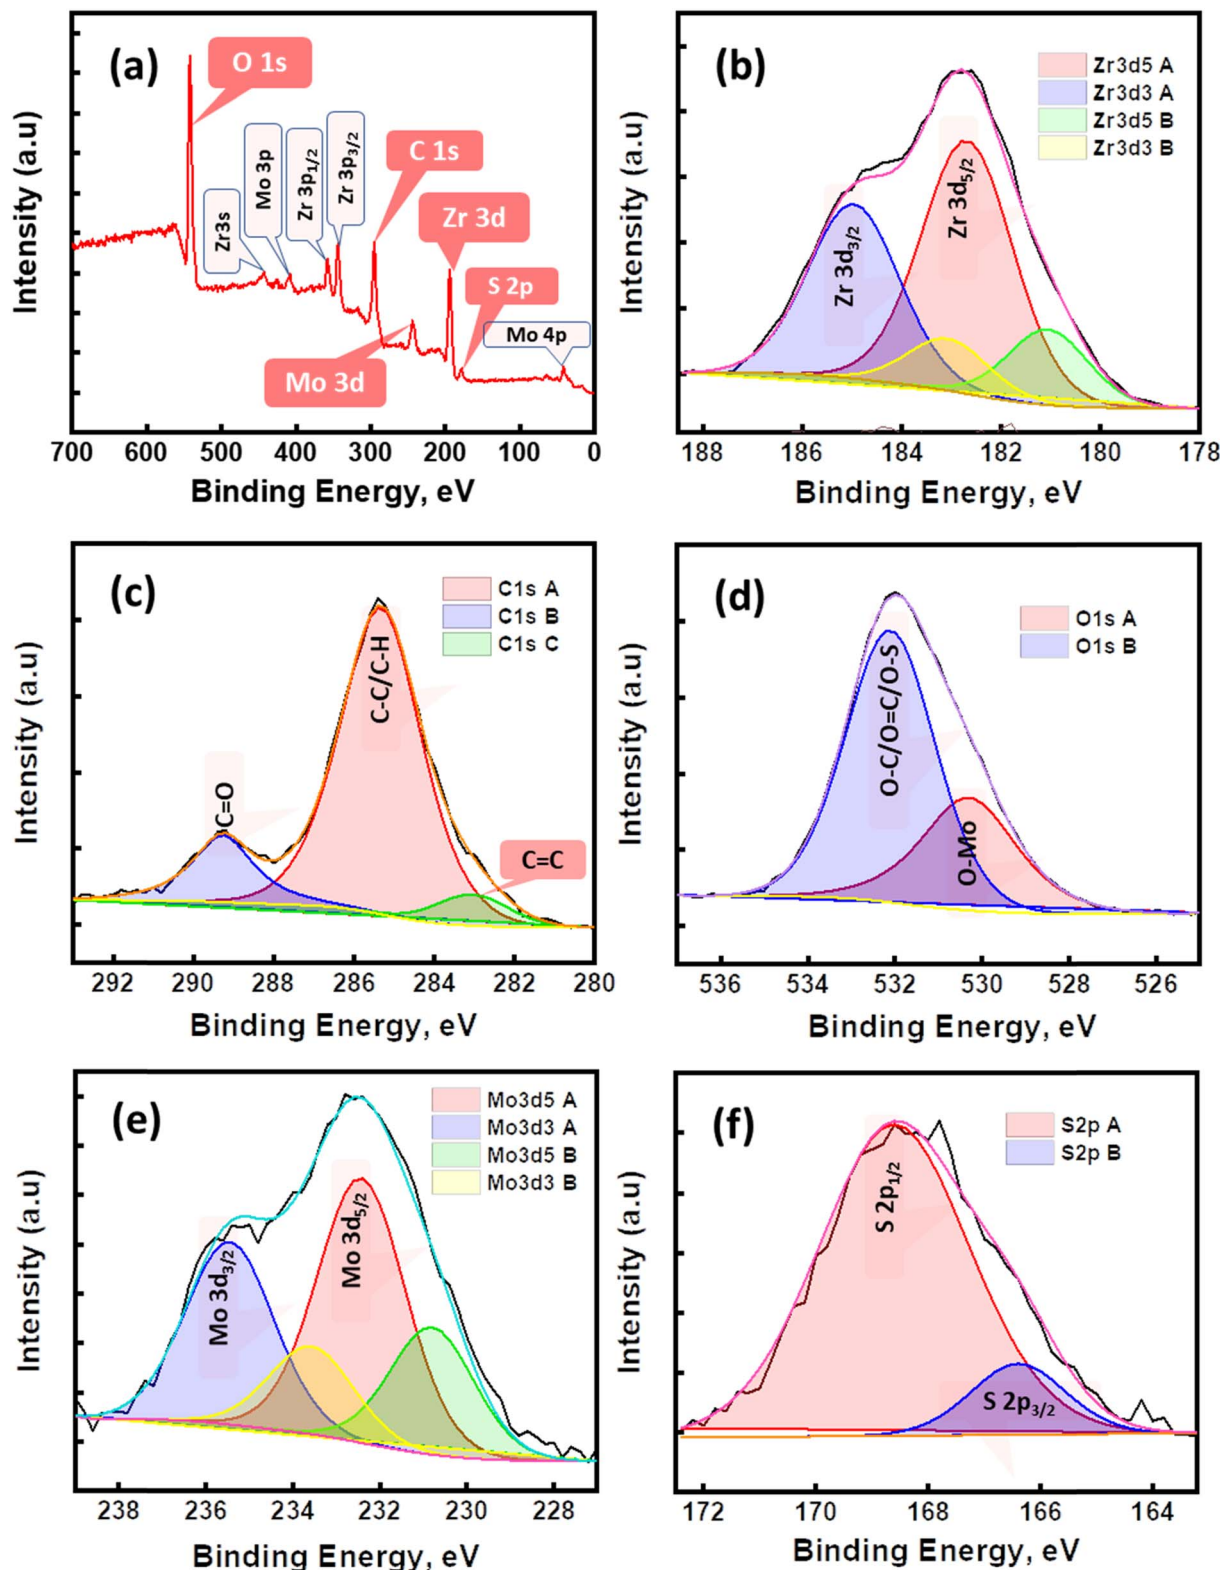 (a)
O 1s
Zr3s
Mo 3p
Zr 3p1/2
Zr 3p3/2
C 1s
Zr 3d
S 2p
Mo 4p
Mo 3d
Intensity (a.u)
700 600 500 400 300 200 100 0
Binding Energy, eV
(b)
Zr3d5 A
Zr3d3 A
Zr3d5 B
Zr3d3 B
Zr 3d3/2
Zr 3d5/2
Intensity (a.u)
188 186 184 182 180 178
Binding Energy, eV
(c)
C1s A
C1s B
C1s C
C=O
C-C/C-H
C=C
Intensity (a.u)
292 290 288 286 284 282 280
Binding Energy, eV
(d)
O1s A
O1s B
O-C/O=C/O-S
O-Mo
Intensity (a.u)
536 534 532 530 528 526
Binding Energy, eV
(e)
Mo3d5 A
Mo3d3 A
Mo3d5 B
Mo3d3 B
Mo 3d3/2
Mo 3d5/2
Intensity (a.u)
238 236 234 232 230 228
Binding Energy, eV
(f)
S2p A
S2p B
S 2p1/2
S 2p3/2
Intensity (a.u)
172 170 168 166 164
Binding Energy, eV